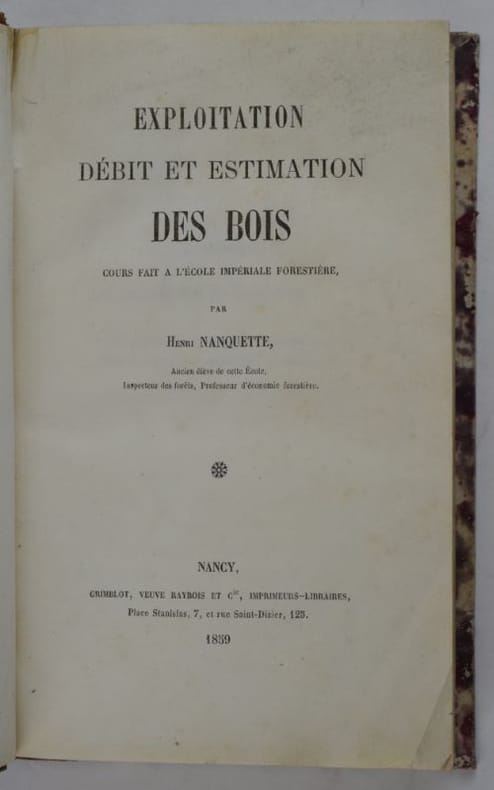 EXPLOITATION
DÉBIT ET ESTIMATION
DES BOIS
COURS FAIT A L'ÉCOLE IMPÉRIALE FORESTIÈRE,
PAR
HENRI NANQUETTE,
Ancien élève de cette École,
Inspecteur des forêts, Professeur d'économie forestière.
NANCY,
GRIMBLOT, VEUVE RAYBOIS ET Cie, IMPRIMEURS-LIBRAIRES,
Place Stanislas, 7, et rue Saint-Dizier, 125.
1859